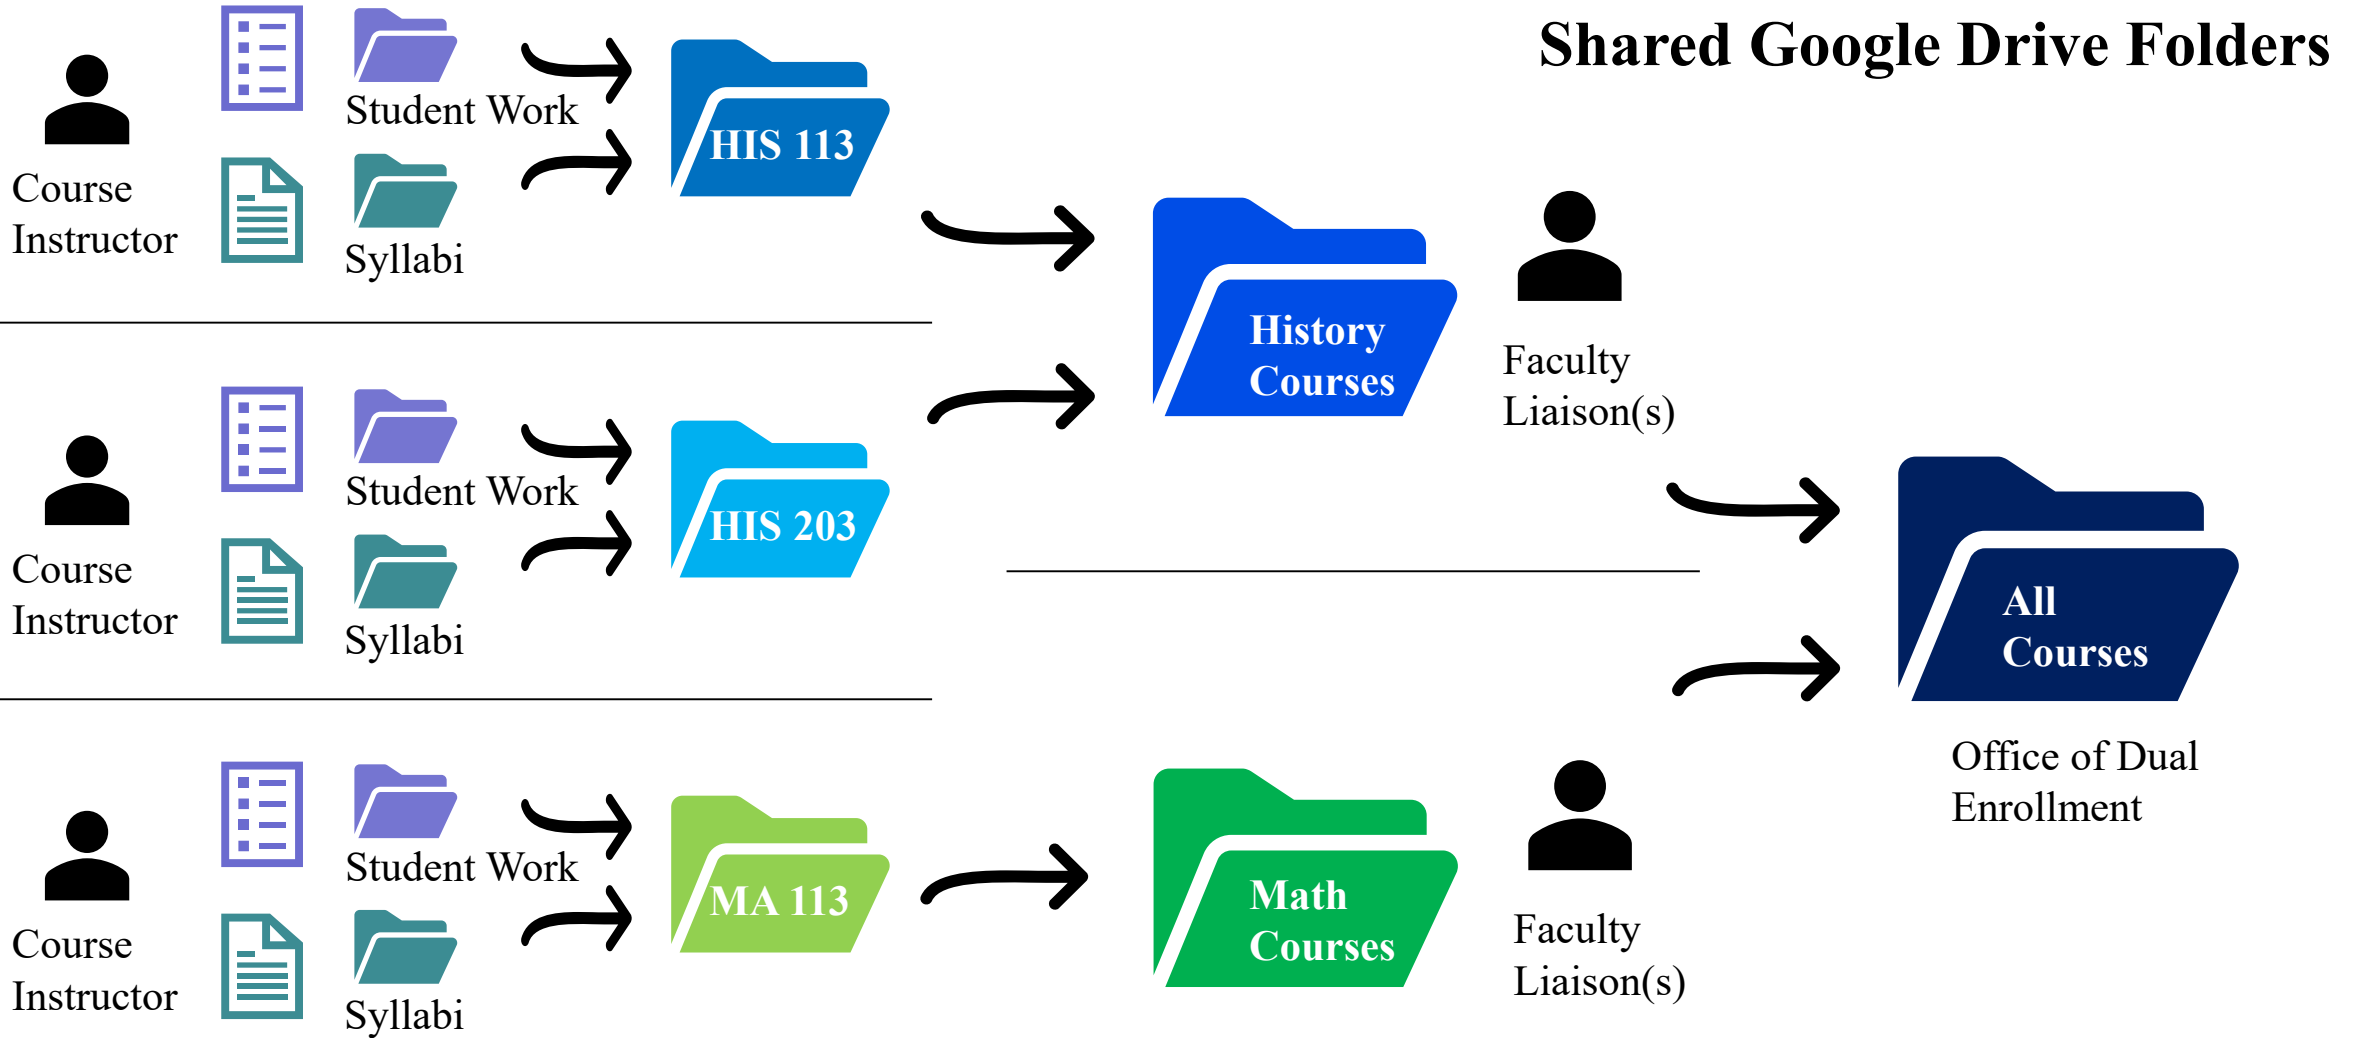 Shared Google Drive Folders
Student Work
HIS 113
Course
Instructor
Syllabi
History
Courses
Faculty
Liaison(s)
Student Work
HIS 203
Course
Instructor
Syllabi
All
Courses
Office of Dual
Enrollment
Student Work
MA 113
Course
Instructor
Syllabi
Math
Courses
Faculty
Liaison(s)